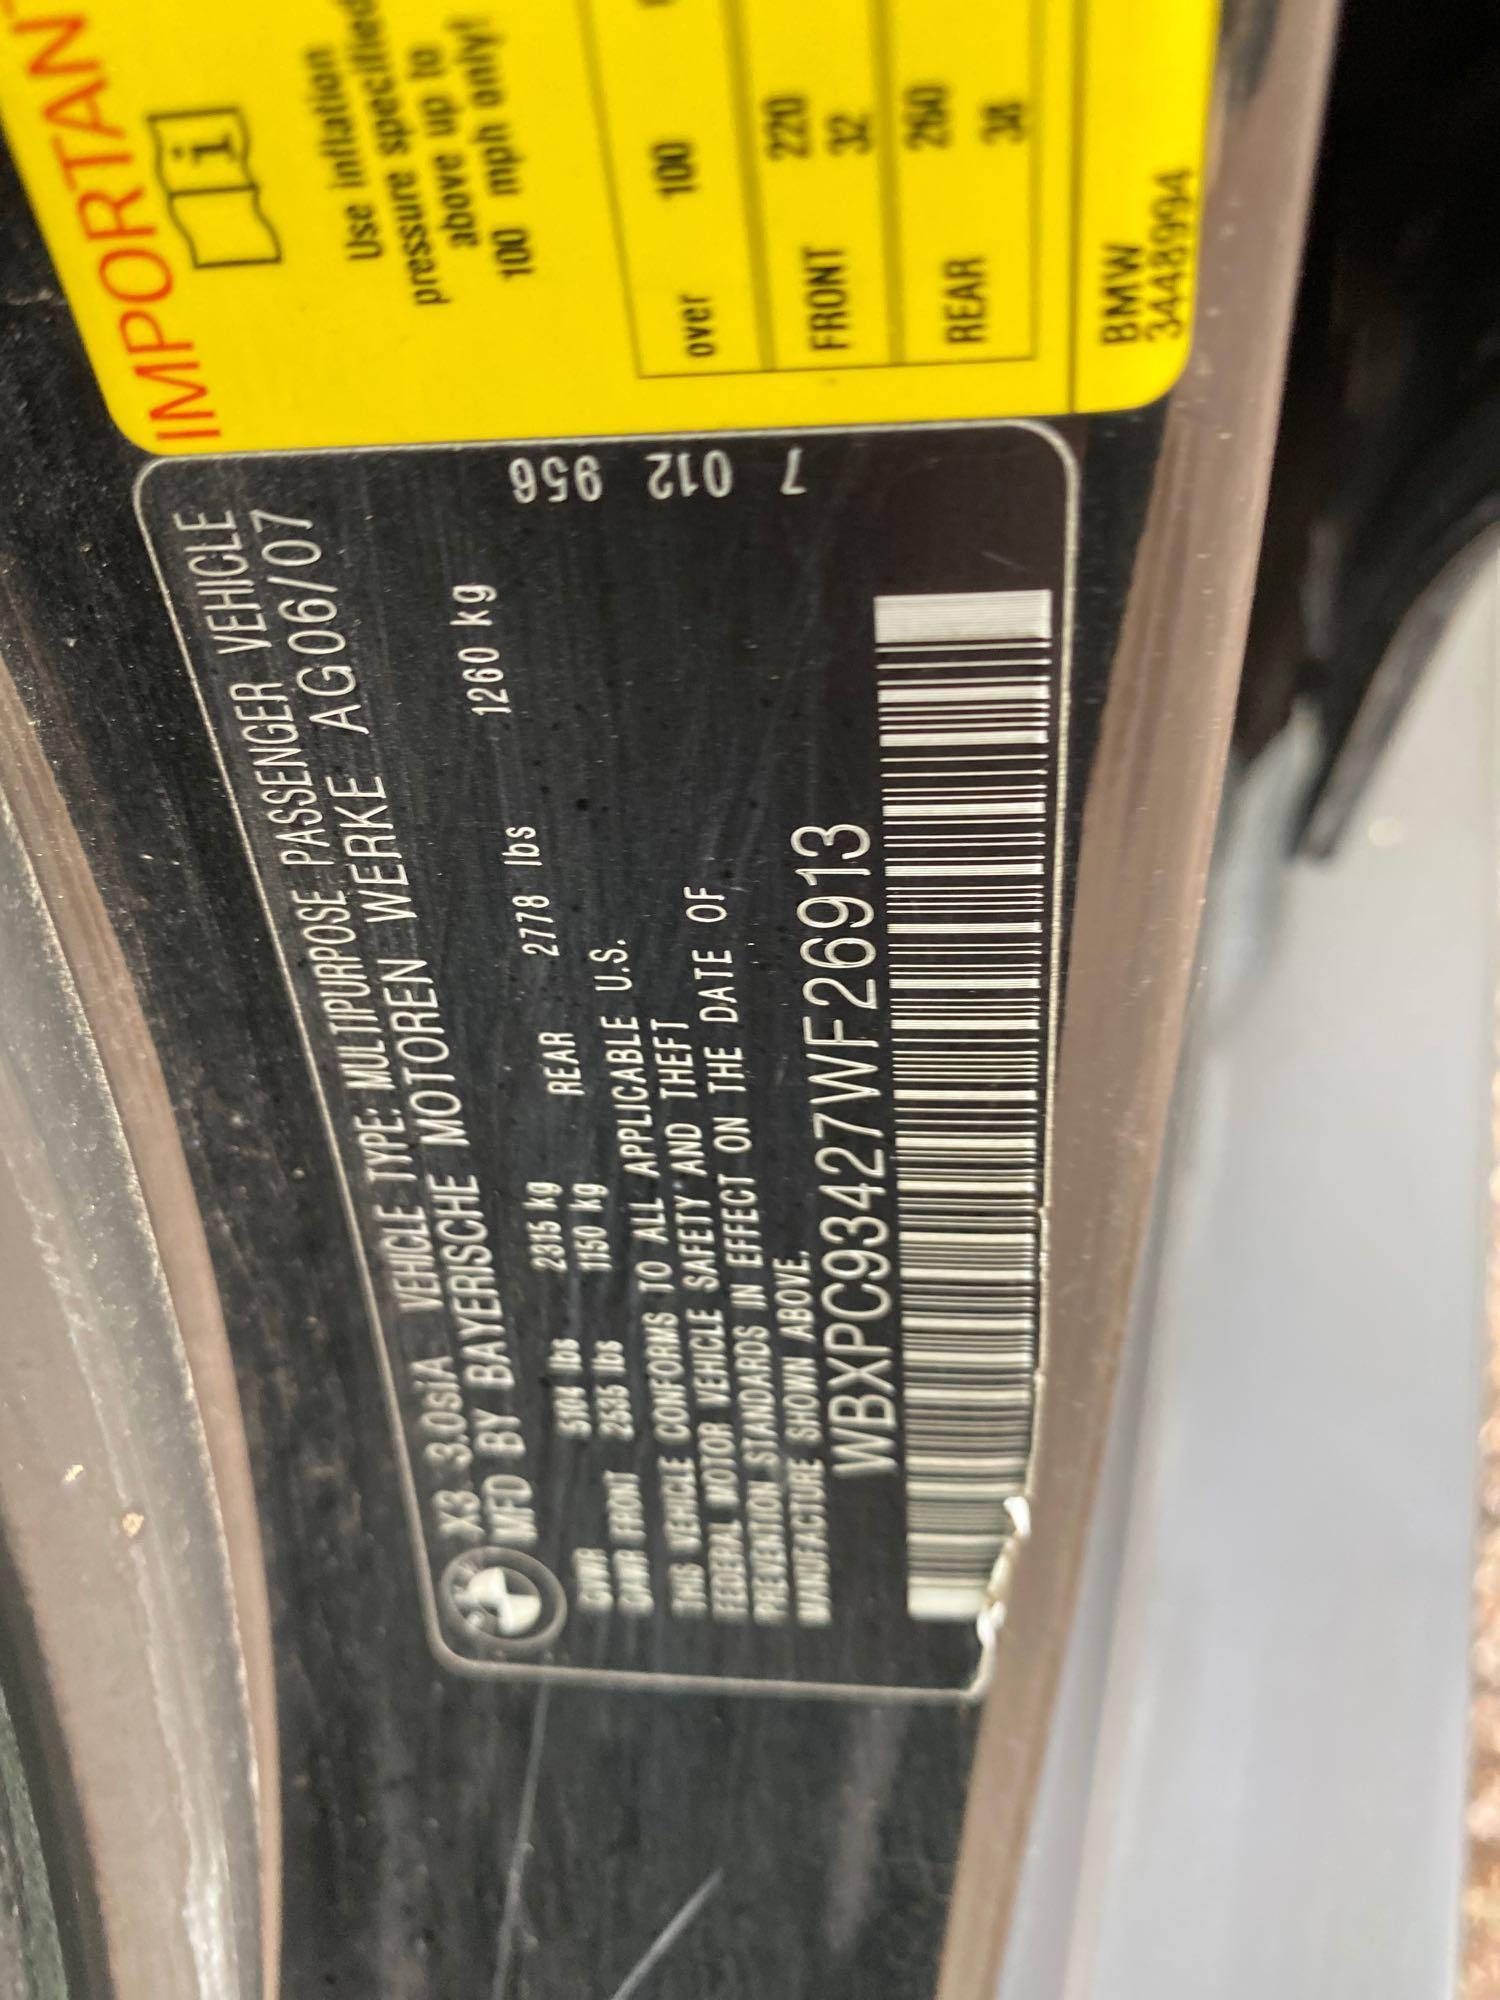 X3 3.0siA VEHICLE TYPE: MULTIPURPOSE PASSENGER VEHICLE
MFD BY BAYERISCHE MOTOREN WERKE AG06/07
GVWR 5104 lbs 2315 kg
GAWR FRONT 2535 lbs 1150 kg REAR 2778 lbs 1260 kg
THIS VEHICLE CONFORMS TO ALL APPLICABLE U.S.
FEDERAL MOTOR VEHICLE SAFETY AND THEFT
PREVENTION STANDARDS IN EFFECT ON THE DATE OF
MANUFACTURE SHOWN ABOVE.
WBXPC93427WF26913
7 012 956
IMPORTANT
i
Use inflation
pressure specified
above up to
100 mph only!
over 100
FRONT 220
32
REAR 260
38
BMW
3448994